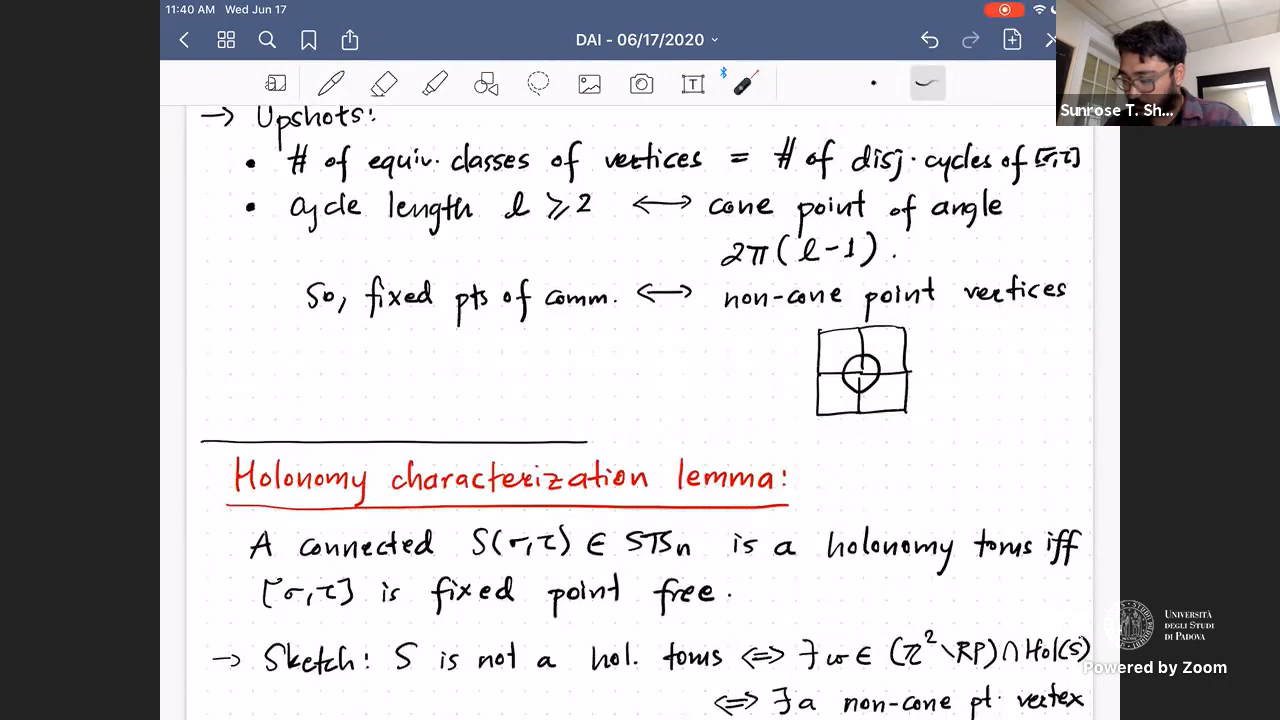 11:40 AM Wed Jun 17
DAI - 06/17/2020
Sunrose T. Sh...
→ Upshots:
• # of equiv. classes of vertices = # of disj. cycles of [σ,τ]
• cycle length l ⩾ 2 ⟷ cone point of angle
2π(l-1).
So, fixed pts of comm. ⟷ non-cone point vertices
Holonomy characterization lemma:
A connected S(σ,τ) ∈ STSn is a holonomy torus iff
[σ,τ] is fixed point free.
→ Sketch: S is not a hol. torus ⟺ ∃ w ∈ (ℤ² \ RP) ∩ Hol(S)
⟺ ∃ a non-cone pt. vertex
UNIVERSITÀ
DEGLI STUDI
DI PADOVA
Powered by Zoom